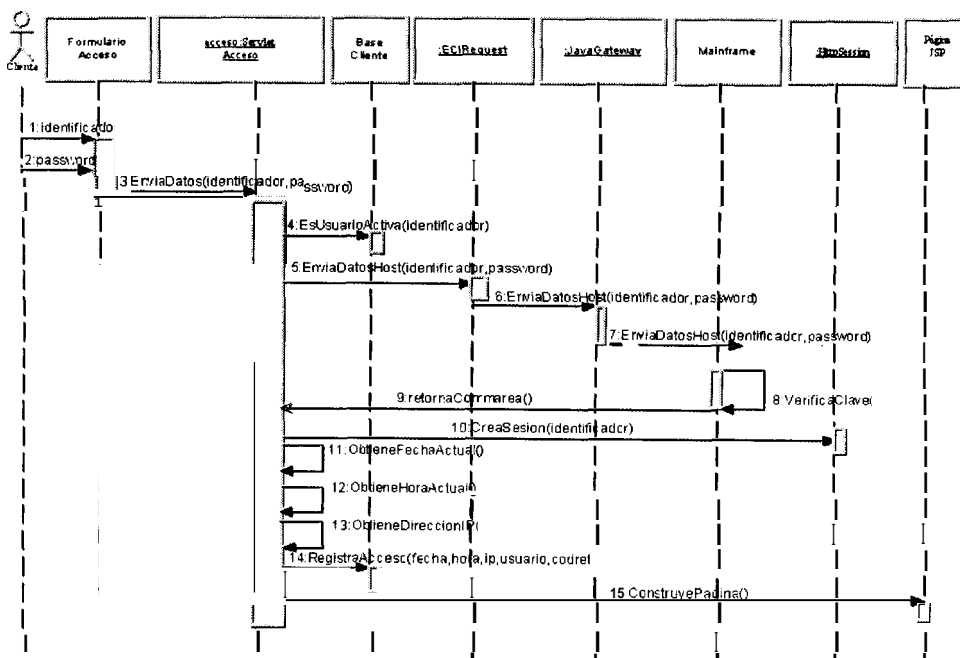 Cliente
Formulario
Acceso
acceso:Servlet
Acceso
Base
Cliente
:ECIRequest
:JavaGateway
Mainframe
:HttpSession
Página
JSP
1:identificado
2:password
3:EnviaDatos(identificador,password)
4:EsUsuarioActiva(identificador)
5:EnviaDatosHost(identificador,password)
6:EnviaDatosHost(identificador,password)
7:EnviaDatosHost(identificador,password)
8:VerificaClave(
9:retornaCommarea()
10:CreaSesion(identificador)
11:ObtieneFechaActual()
12:ObtieneHoraActual()
13:ObtieneDireccionIP(
14:RegistraAcceso(fecha,hora,ip,usuario,codret
15:ConstruyePagina()